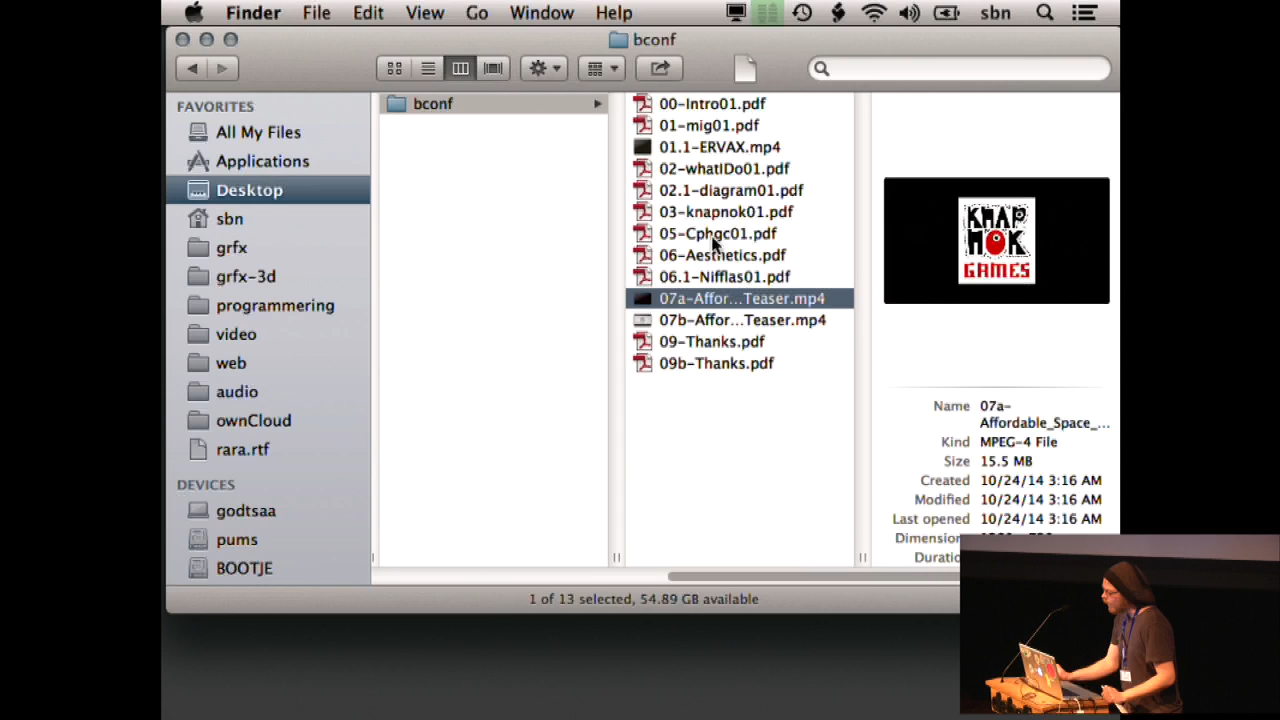 Finder File Edit View Go Window Help sbn
bconf
FAVORITES
All My Files
Applications
Desktop
sbn
grfx
grfx-3d
programmering
video
web
audio
ownCloud
rara.rtf
DEVICES
godtsaa
pums
BOOTJE
bconf
00-Intro01.pdf
01-mig01.pdf
01.1-ERVAX.mp4
02-whatIDo01.pdf
02.1-diagram01.pdf
03-knapnok01.pdf
05-Cphgc01.pdf
06-Aesthetics.pdf
06.1-Nifflas01.pdf
07a-Affor...Teaser.mp4
07b-Affor...Teaser.mp4
09-Thanks.pdf
09b-Thanks.pdf
KNAP
NOK
GAMES
Name 07a-
Affordable_Space_...
Kind MPEG-4 File
Size 15.5 MB
Created 10/24/14 3:16 AM
Modified 10/24/14 3:16 AM
Last opened 10/24/14 3:16 AM
1 of 13 selected, 54.89 GB available